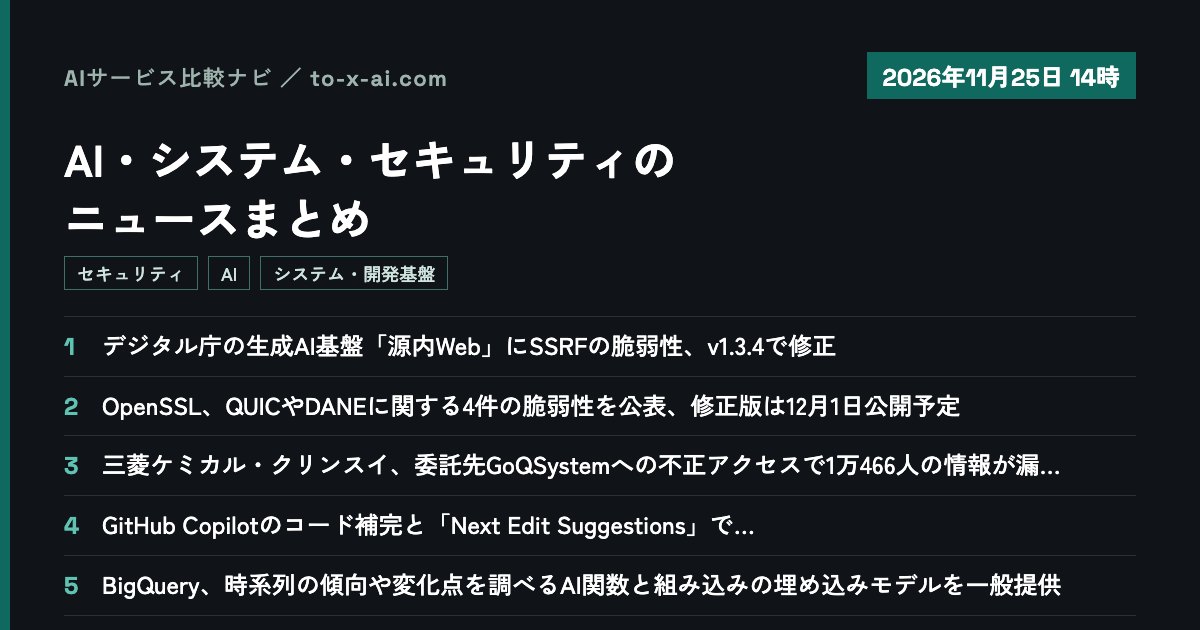 AIサービス比較ナビ ／ to-x-ai.com
2026年11月25日 14時
AI・システム・セキュリティの
ニュースまとめ
セキュリティ
AI
システム・開発基盤
1 デジタル庁の生成AI基盤「源内Web」にSSRFの脆弱性、v1.3.4で修正
2 OpenSSL、QUICやDANEに関する4件の脆弱性を公表、修正版は12月1日公開予定
3 三菱ケミカル・クリンスイ、委託先GoQSystemへの不正アクセスで1万466人の情報が漏…
4 GitHub Copilotのコード補完と「Next Edit Suggestions」で…
5 BigQuery、時系列の傾向や変化点を調べるAI関数と組み込みの埋め込みモデルを一般提供